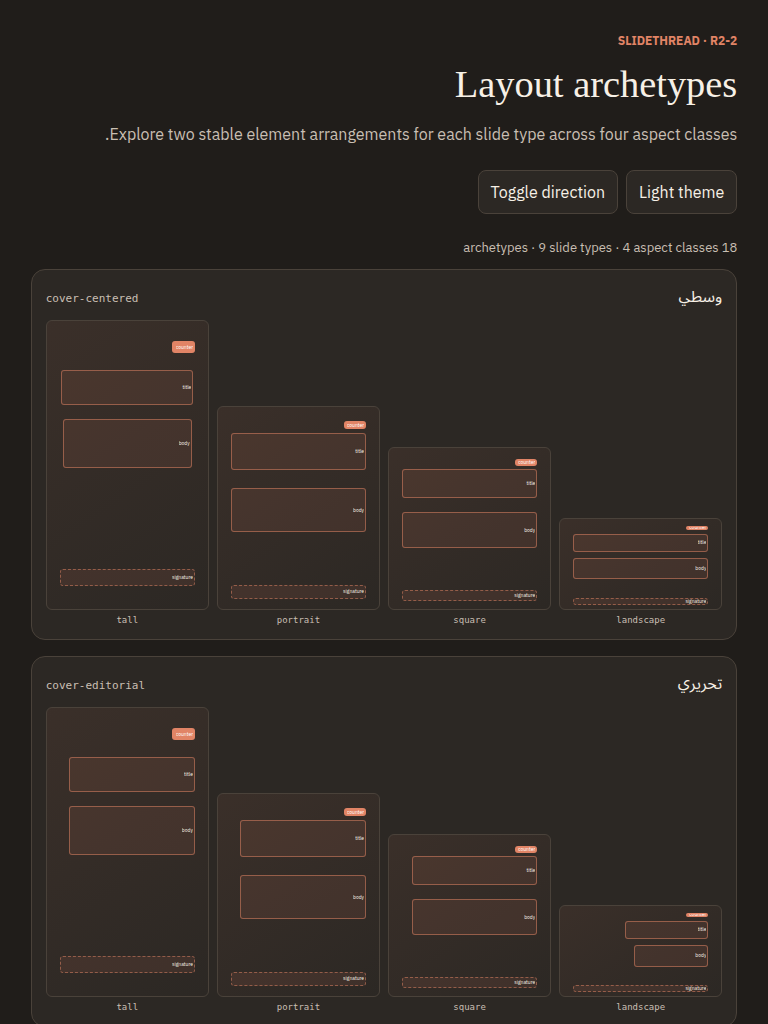 SLIDETHREAD · R2-2
Layout archetypes
.Explore two stable element arrangements for each slide type across four aspect classes
Toggle direction
Light theme
archetypes · 9 slide types · 4 aspect classes 18
cover-centered
وسطي
counter
title
body
signature
tall
counter
title
body
signature
portrait
counter
title
body
signature
square
title
body
signature
landscape
cover-editorial
تحريري
counter
title
body
signature
tall
counter
title
body
signature
portrait
counter
title
body
signature
square
title
body
signature
landscape